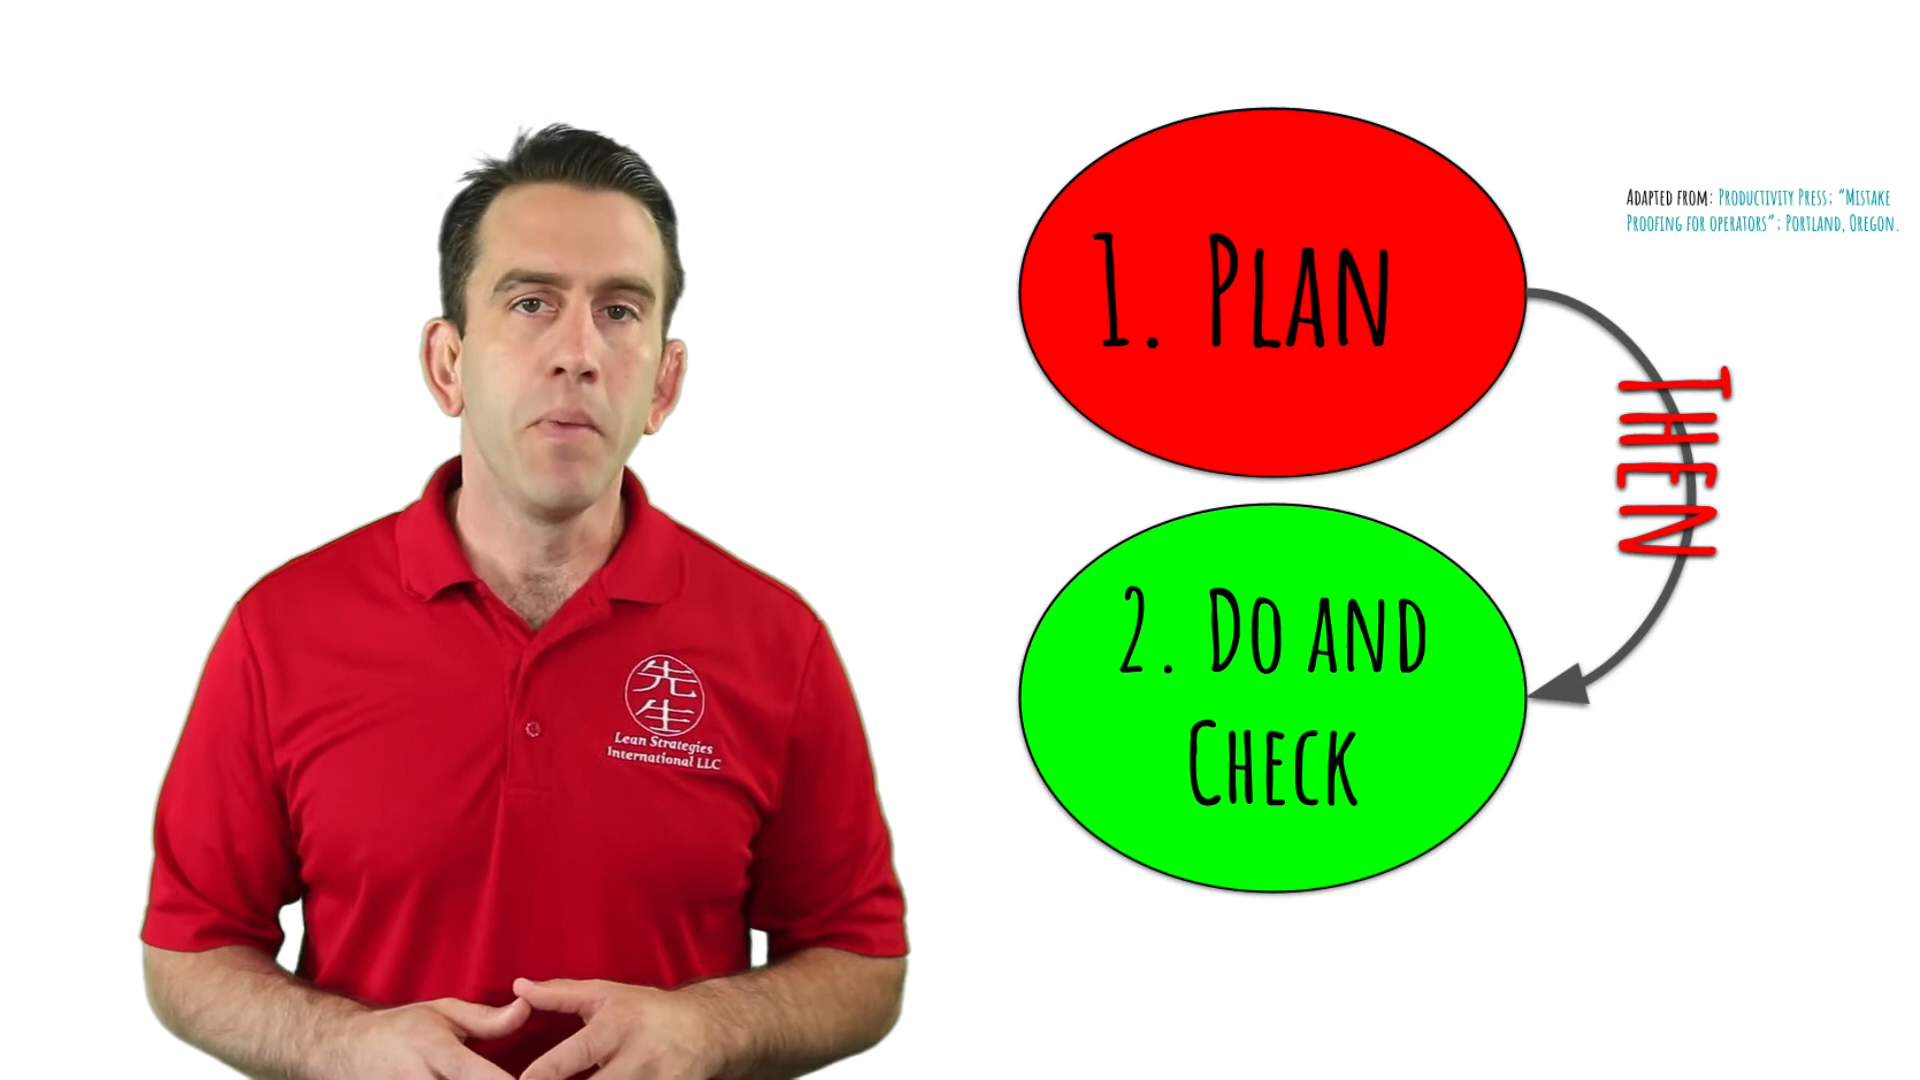 1. Plan
Adapted from: Productivity Press; "Mistake
Proofing for operators"; Portland, Oregon.
Then
2. Do and
Check
先
生
Lean Strategies
International LLC